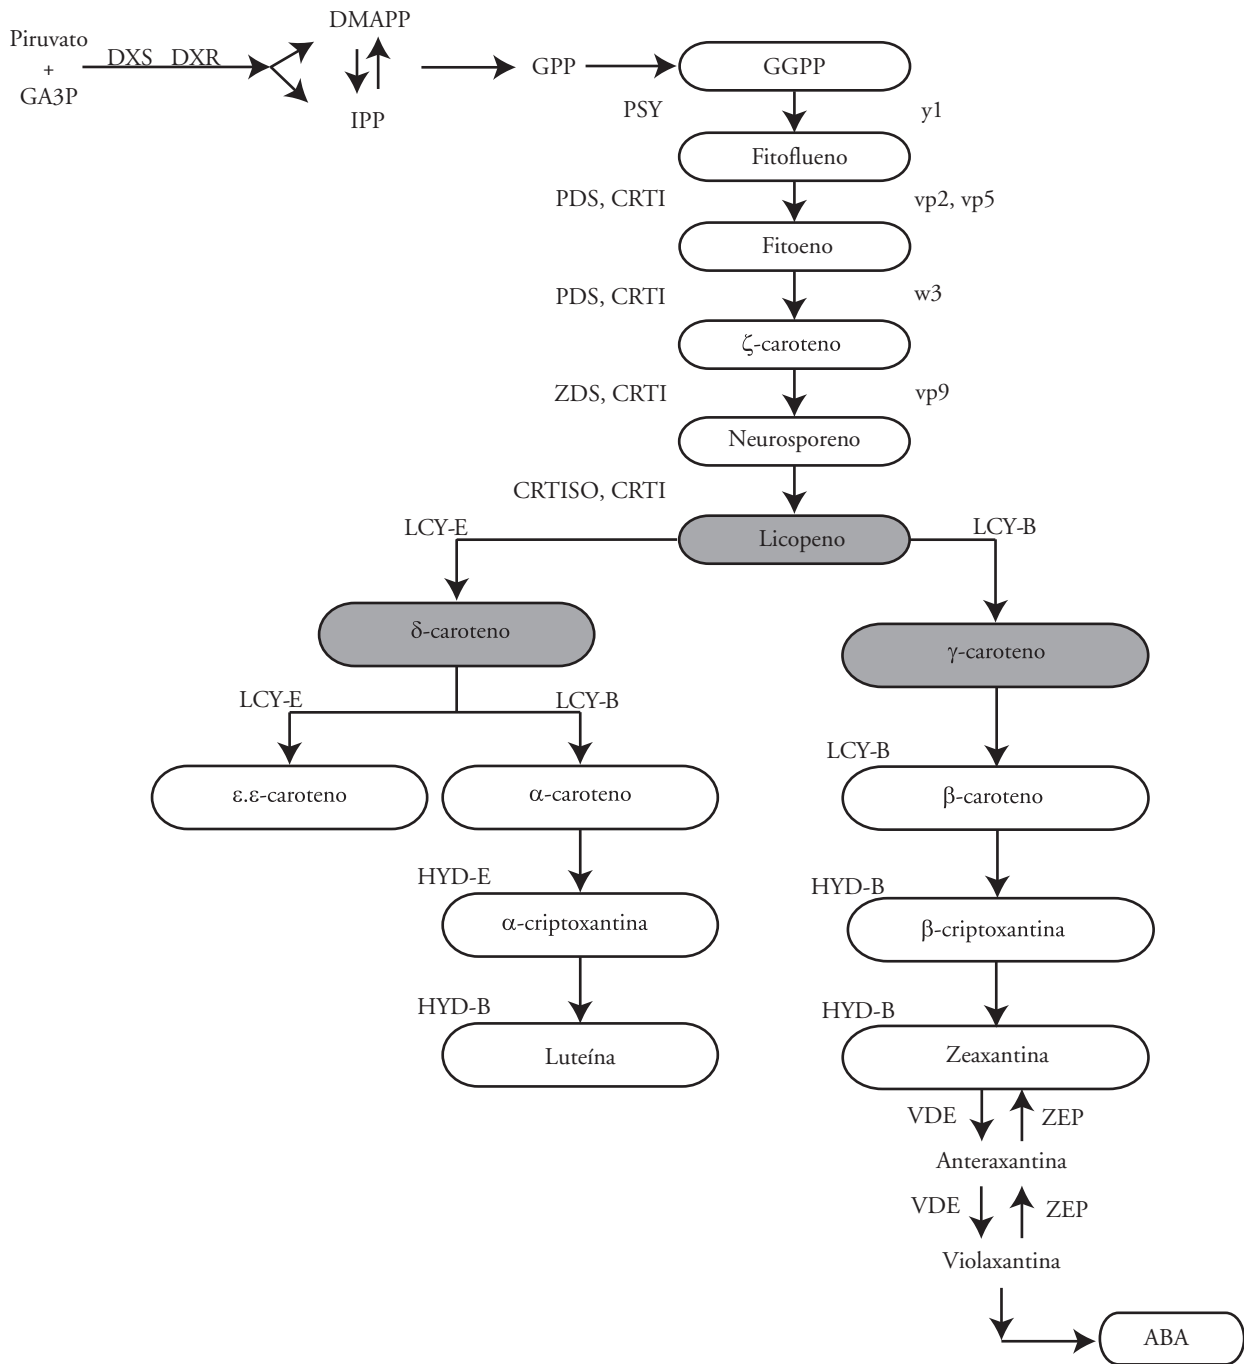 Piruvato
+
GA3P
DXS DXR
DMAPP
IPP
GPP
GGPP
PSY
y1
Fitoflueno
PDS, CRTI
vp2, vp5
Fitoeno
PDS, CRTI
w3
ζ-caroteno
ZDS, CRTI
vp9
Neurosporeno
CRTISO, CRTI
LCY-E
Licopeno
LCY-B
δ-caroteno
γ-caroteno
LCY-E
LCY-B
LCY-B
ε.ε-caroteno
α-caroteno
β-caroteno
HYD-E
HYD-B
α-criptoxantina
β-criptoxantina
HYD-B
HYD-B
Luteína
Zeaxantina
VDE
ZEP
Anteraxantina
VDE
ZEP
Violaxantina
ABA